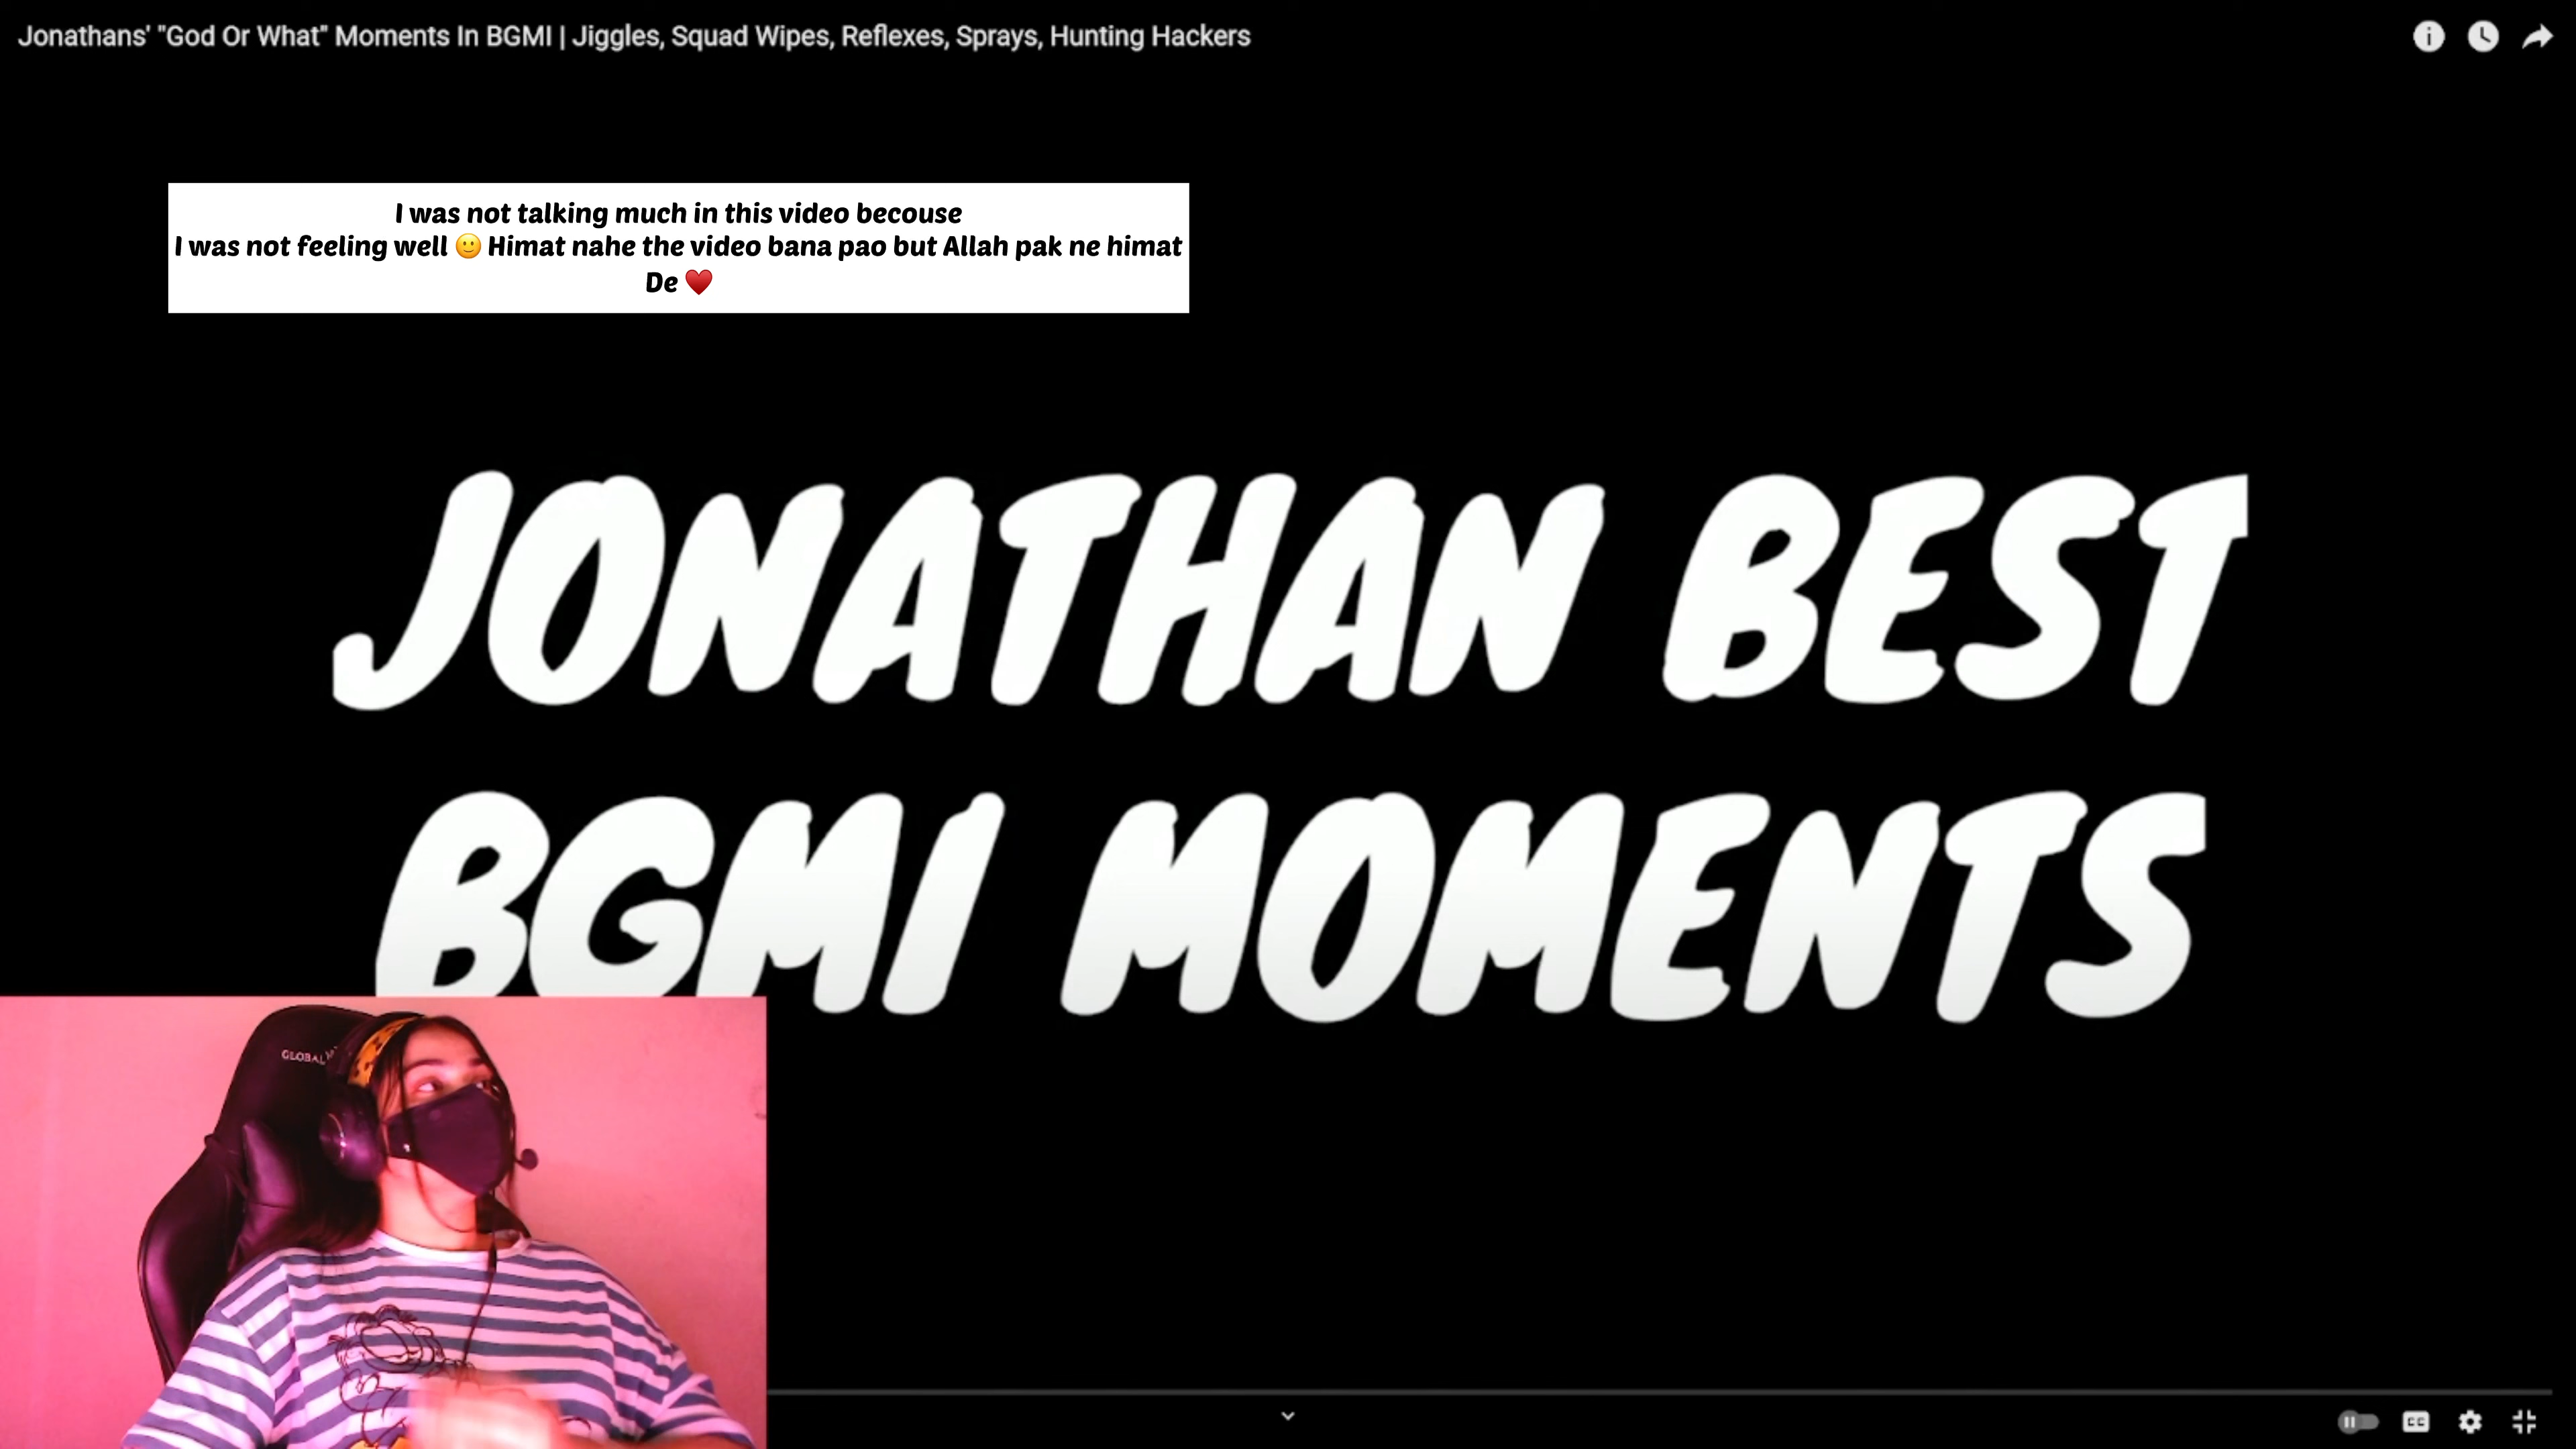 Jonathans' "God Or What" Moments In BGMI | Jiggles, Squad Wipes, Reflexes, Sprays, Hunting Hackers
I was not talking much in this video becouse
I was not feeling well 🙂 Himat nahe the video bana pao but Allah pak ne himat
De ♥️
JONATHAN BEST
BGMI MOMENTS
GLOBAL
CC